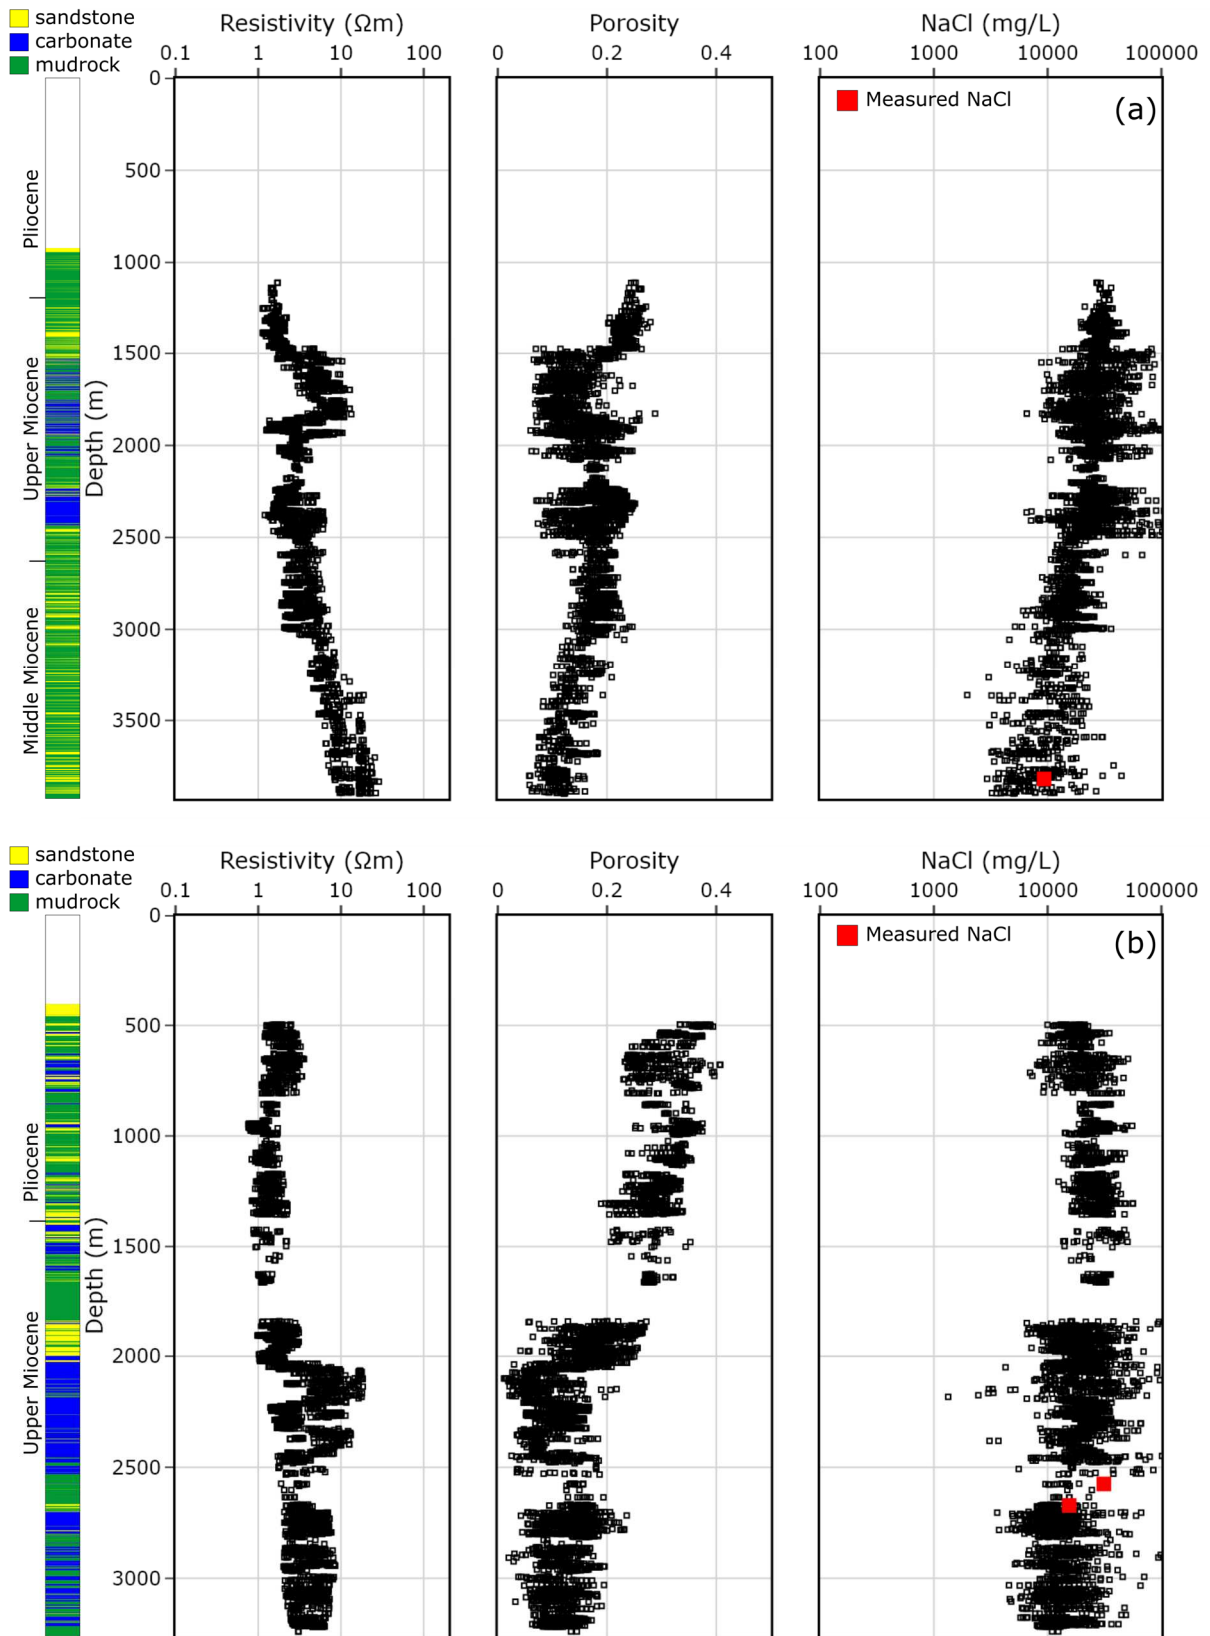 sandstone
carbonate
mudrock
Resistivity (Ωm)
Porosity
NaCl (mg/L)
0.1 1 10 100
0 0.2 0.4
100 1000 10000 100000
Measured NaCl
(a)
0
500
1000
1500
2000
2500
3000
3500
Depth (m)
Pliocene
Upper Miocene
Middle Miocene
sandstone
carbonate
mudrock
Resistivity (Ωm)
Porosity
NaCl (mg/L)
0.1 1 10 100
0 0.2 0.4
100 1000 10000 100000
Measured NaCl
(b)
0
500
1000
1500
2000
2500
3000
Depth (m)
Pliocene
Upper Miocene